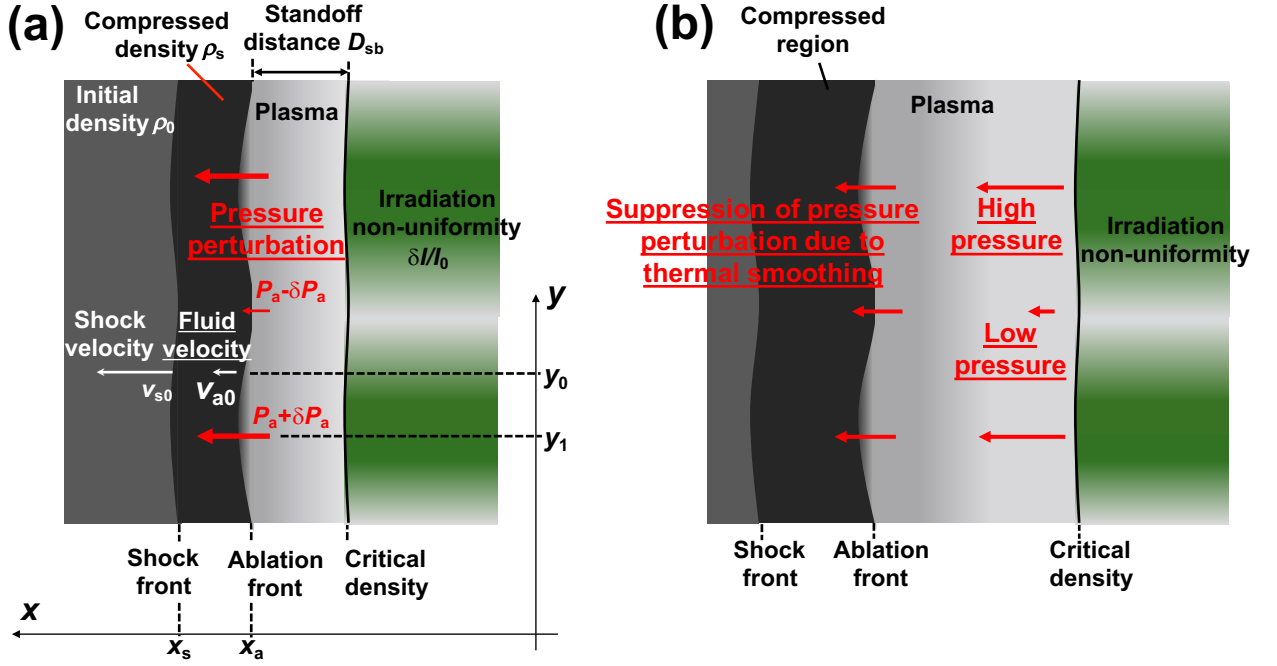 (a)
Compressed
density ρs
Standoff
distance Dsb
Initial
density ρ0
Plasma
Irradiation
non-uniformity
δI/I0
Pressure
perturbation
Pa-δPa
Shock
velocity
Fluid
velocity
vs0
va0
Pa+δPa
y
y0
y1
Shock
front
Ablation
front
Critical
density
x
xs
xa
(b)
Compressed
region
Plasma
Suppression of pressure
perturbation due to
thermal smoothing
High
pressure
Low
pressure
Irradiation
non-uniformity
Shock
front
Ablation
front
Critical
density